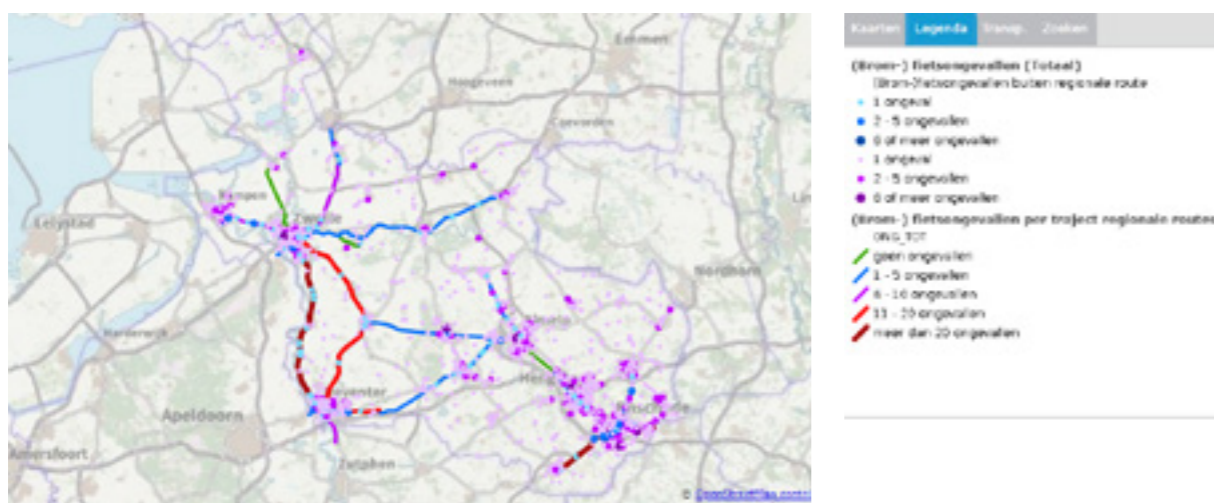 Emmen
Hoogeveen
Coevorden
Kampen
Lelystad
Zwolle
Nordhorn
Harderwijk
Almelo
Deventer
Enschede
Apeldoorn
Amersfoort
Zutphen
© OpenStreetMap
Kaarten Legenda Transp. Zoeken
(Brom-) fietsongevallen (Totaal)
(Brom-)fietsongevallen buiten regionale route
1 ongeval
2 - 5 ongevallen
6 of meer ongevallen
1 ongeval
2 - 5 ongevallen
6 of meer ongevallen
(Brom-) fietsongevallen per traject regionale routes
ONG_TOT
geen ongevallen
1 - 5 ongevallen
6 - 10 ongevallen
11 - 20 ongevallen
meer dan 20 ongevallen